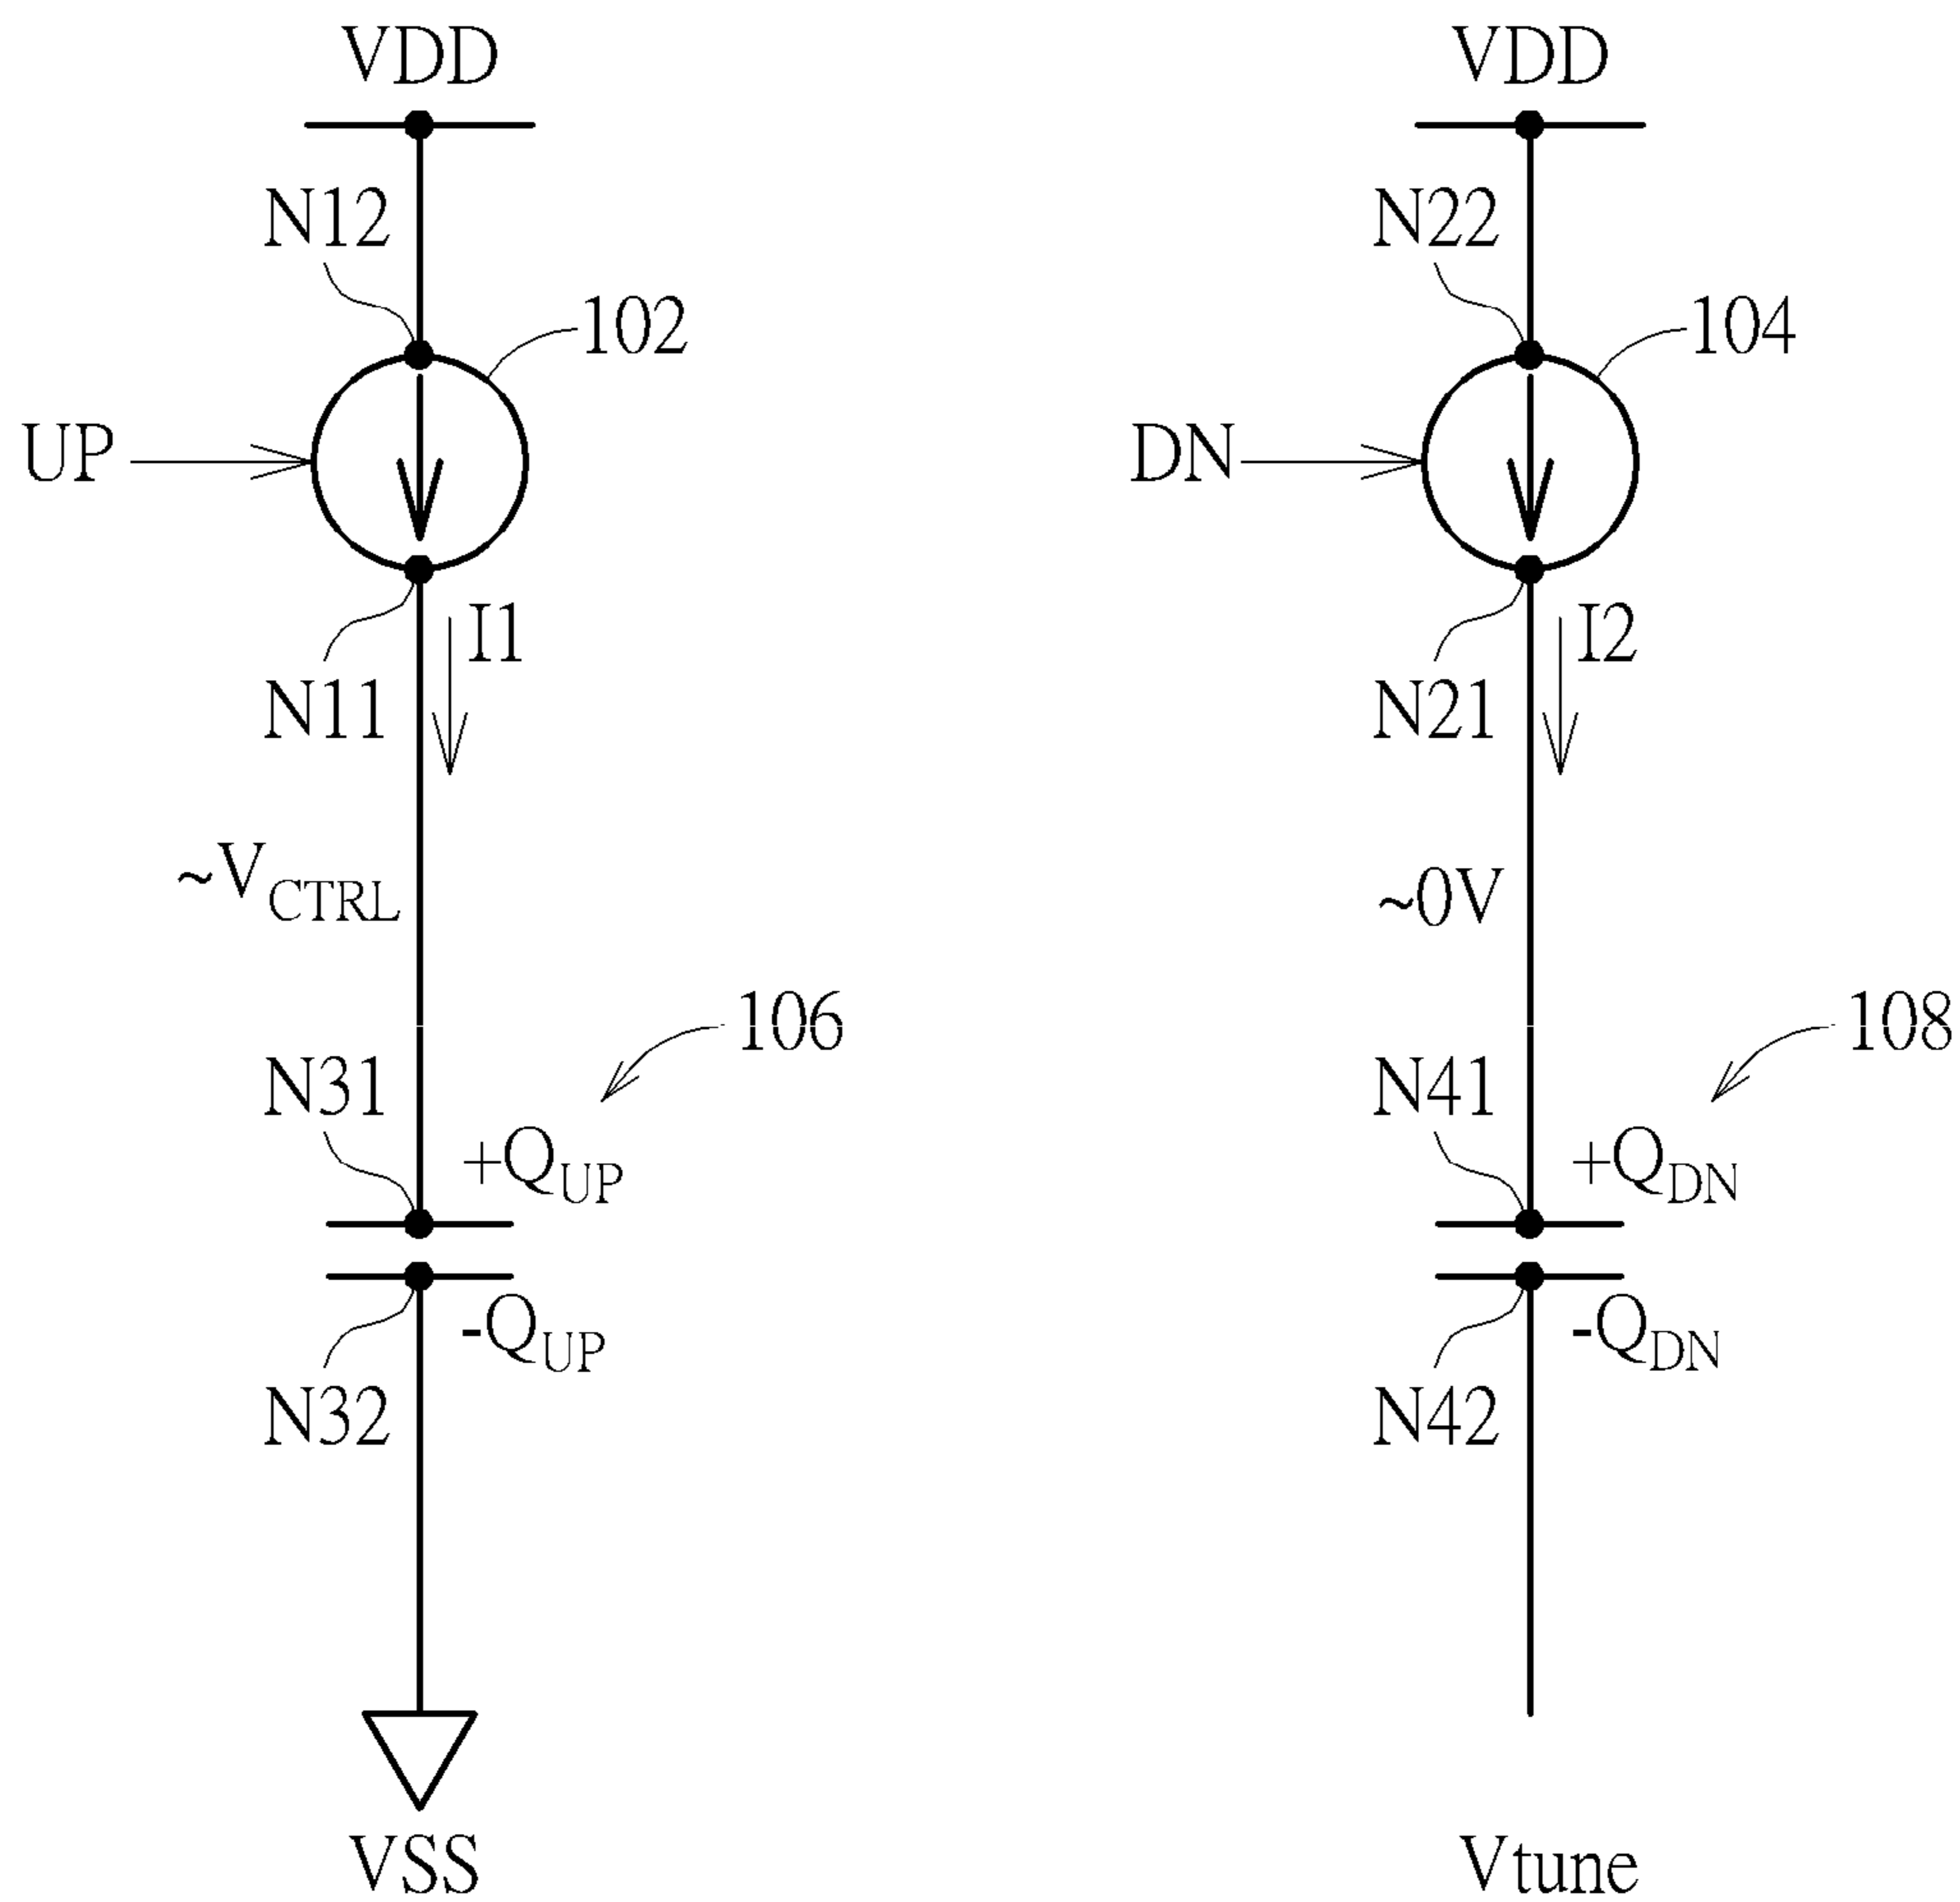 VDD
N12
102
UP
I1
N11
~VCTRL
106
N31
+QUP
-QUP
N32
VSS
VDD
N22
104
DN
I2
N21
~0V
108
N41
+QDN
-QDN
N42
Vtune